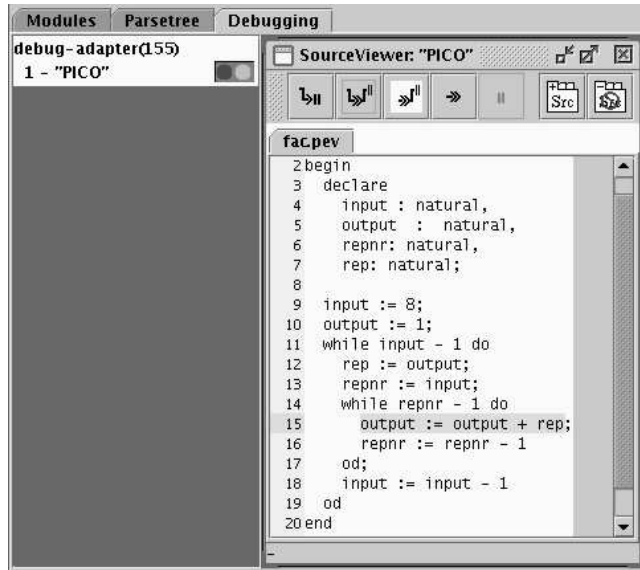 Modules Parsetree Debugging
debug-adapter(155)
1 - "PICO"
SourceViewer: "PICO"
Src
fac.pev
2 begin
3 declare
4 input : natural,
5 output : natural,
6 repnr: natural,
7 rep: natural;
8
9 input := 8;
10 output := 1;
11 while input - 1 do
12 rep := output;
13 repnr := input;
14 while repnr - 1 do
15 output := output + rep;
16 repnr := repnr - 1
17 od;
18 input := input - 1
19 od
20 end